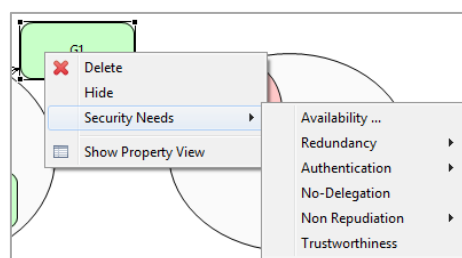 G1
Delete
Hide
Security Needs
Show Property View
Availability ...
Redundancy
Authentication
No-Delegation
Non Repudiation
Trustworthiness